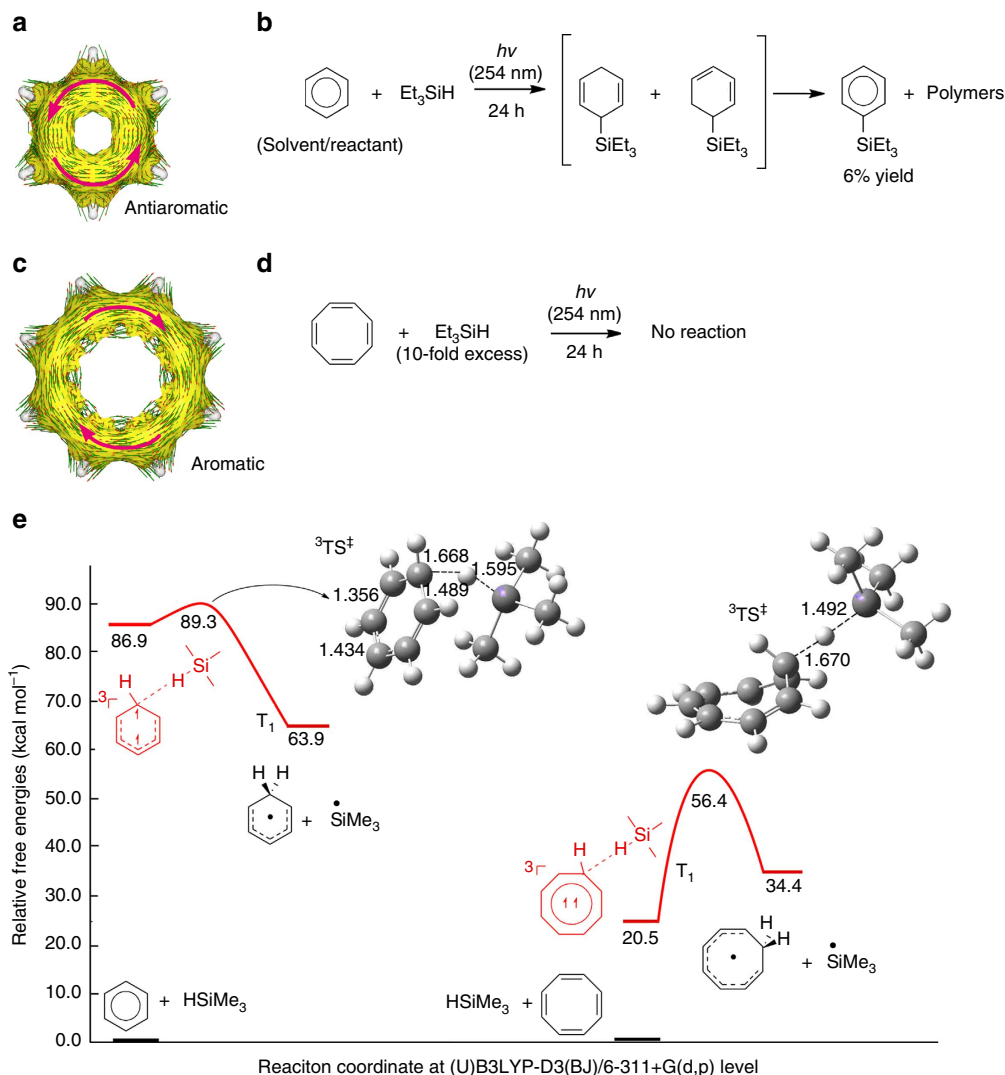 a
Antiaromatic
b
+ Et₃SiH
hv
(254 nm)
24 h
(Solvent/reactant)
+
SiEt₃
SiEt₃
SiEt₃
+ Polymers
6% yield
c
Aromatic
d
+ Et₃SiH
(10-fold excess)
hv
(254 nm)
24 h
No reaction
e
Relative free energies (kcal mol⁻¹)
90.0
80.0
70.0
60.0
50.0
40.0
30.0
20.0
10.0
0.0
86.9
89.3
T₁
63.9
3
H
H
Si
H H
+ SiMe₃
³TS‡
1.668
1.595
1.356
1.489
1.434
+ HSiMe₃
³TS‡
1.492
1.670
3
H
H
Si
20.5
T₁
56.4
34.4
H
H
+ SiMe₃
HSiMe₃ +
Reaciton coordinate at (U)B3LYP-D3(BJ)/6-311+G(d,p) level